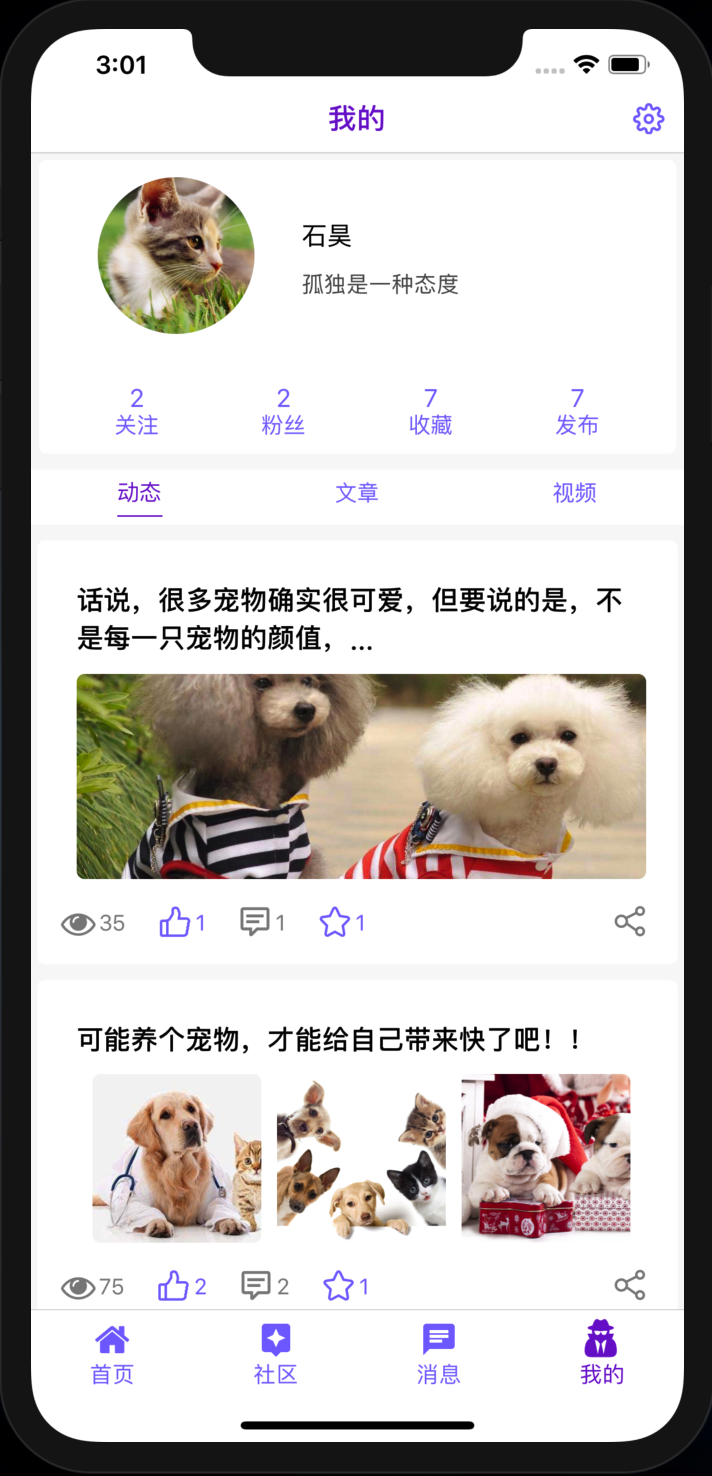 3:01
我的
石昊
孤独是一种态度
2 2 7 7
关注 粉丝 收藏 发布
动态 文章 视频
话说，很多宠物确实很可爱，但要说的是，不
是每一只宠物的颜值，...
35 1 1 1
可能养个宠物，才能给自己带来快了吧！！
75 2 2 1
首页 社区 消息 我的